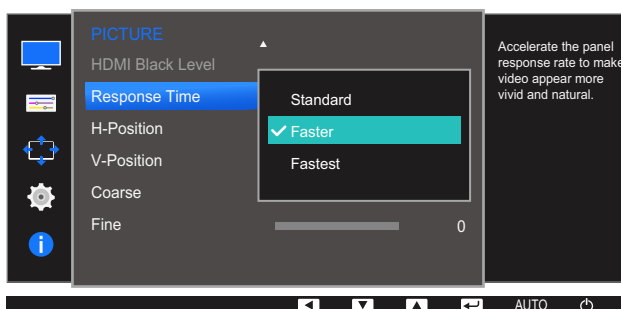 PICTURE
HDMI Black Level
Response Time
H-Position
V-Position
Coarse
Fine
Standard
Faster
Fastest
0
Accelerate the panel
response rate to make
video appear more
vivid and natural.
AUTO